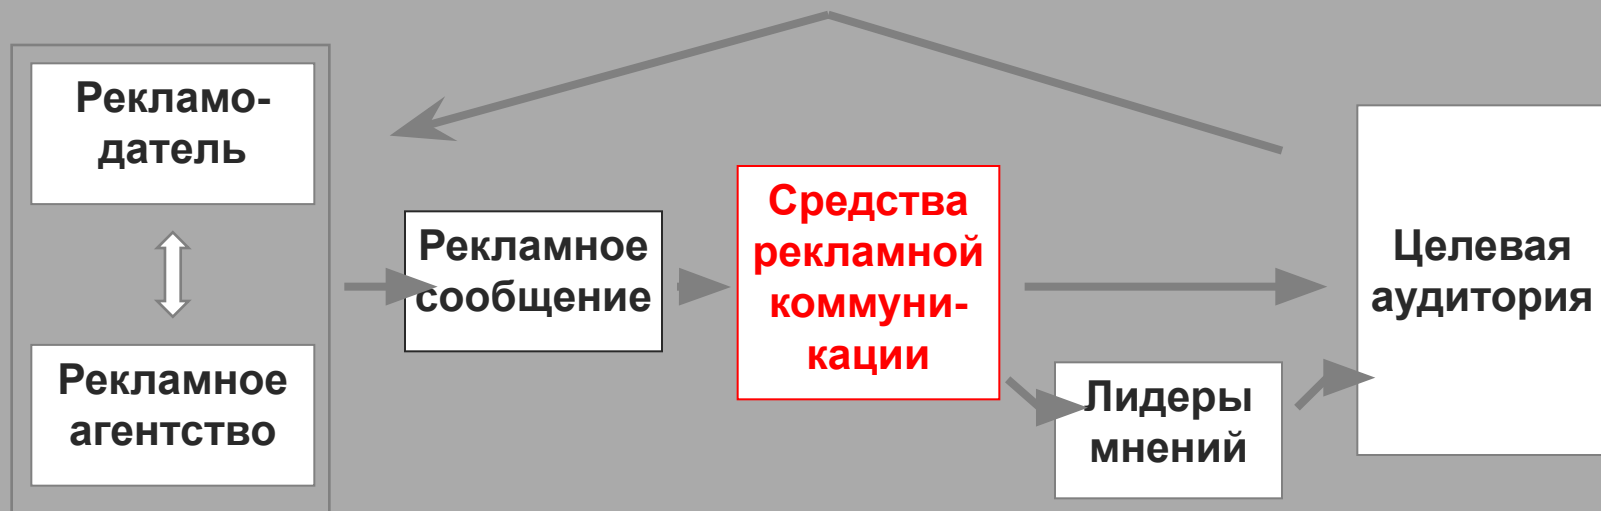 Рекламо-
датель
Рекламное
агентство
Рекламное
сообщение
Средства
рекламной
коммуни-
кации
Лидеры
мнений
Целевая
аудитория